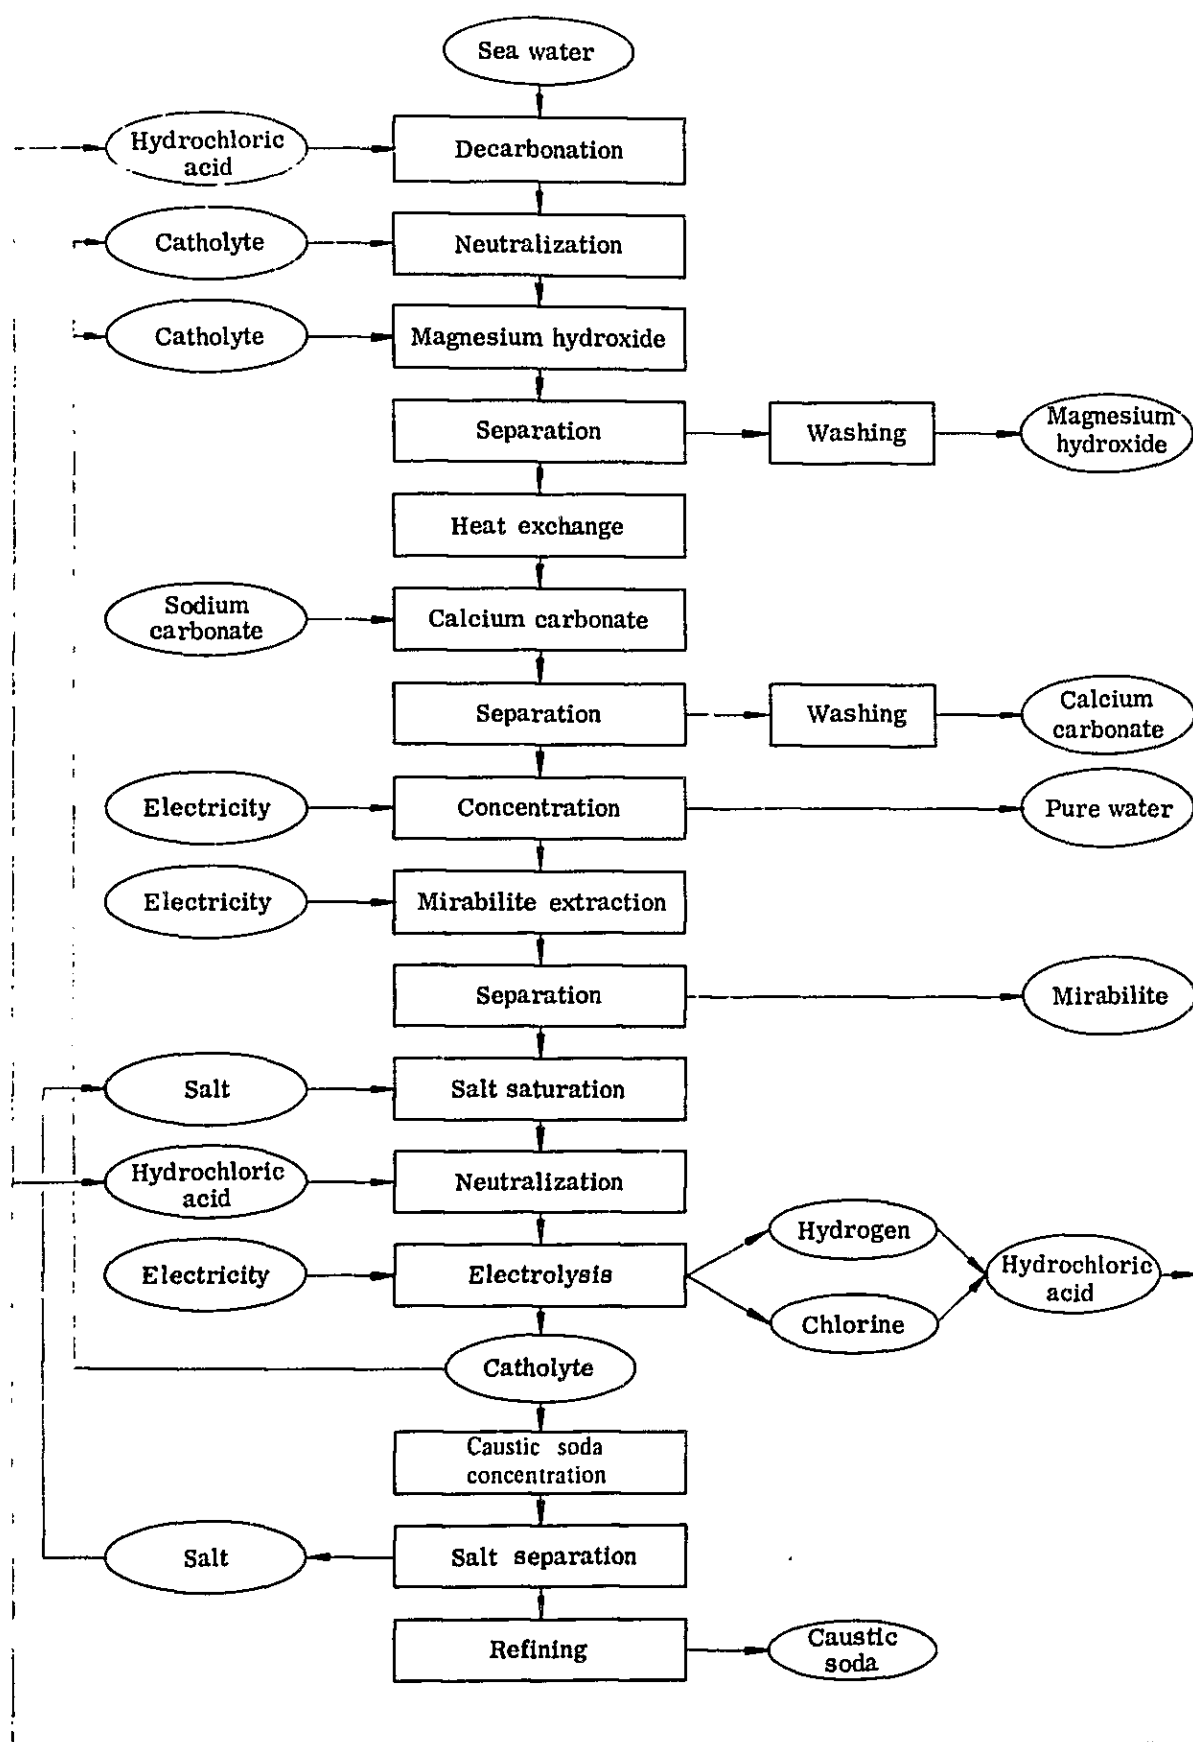 Sea water
Hydrochloric
acid
Decarbonation
Catholyte
Neutralization
Catholyte
Magnesium hydroxide
Separation
Washing
Magnesium
hydroxide
Heat exchange
Sodium
carbonate
Calcium carbonate
Separation
Washing
Calcium
carbonate
Electricity
Concentration
Pure water
Electricity
Mirabilite extraction
Separation
Mirabilite
Salt
Salt saturation
Hydrochloric
acid
Neutralization
Hydrogen
Electricity
Electrolysis
Hydrochloric
acid
Chlorine
Catholyte
Caustic soda
concentration
Salt
Salt separation
Refining
Caustic
soda